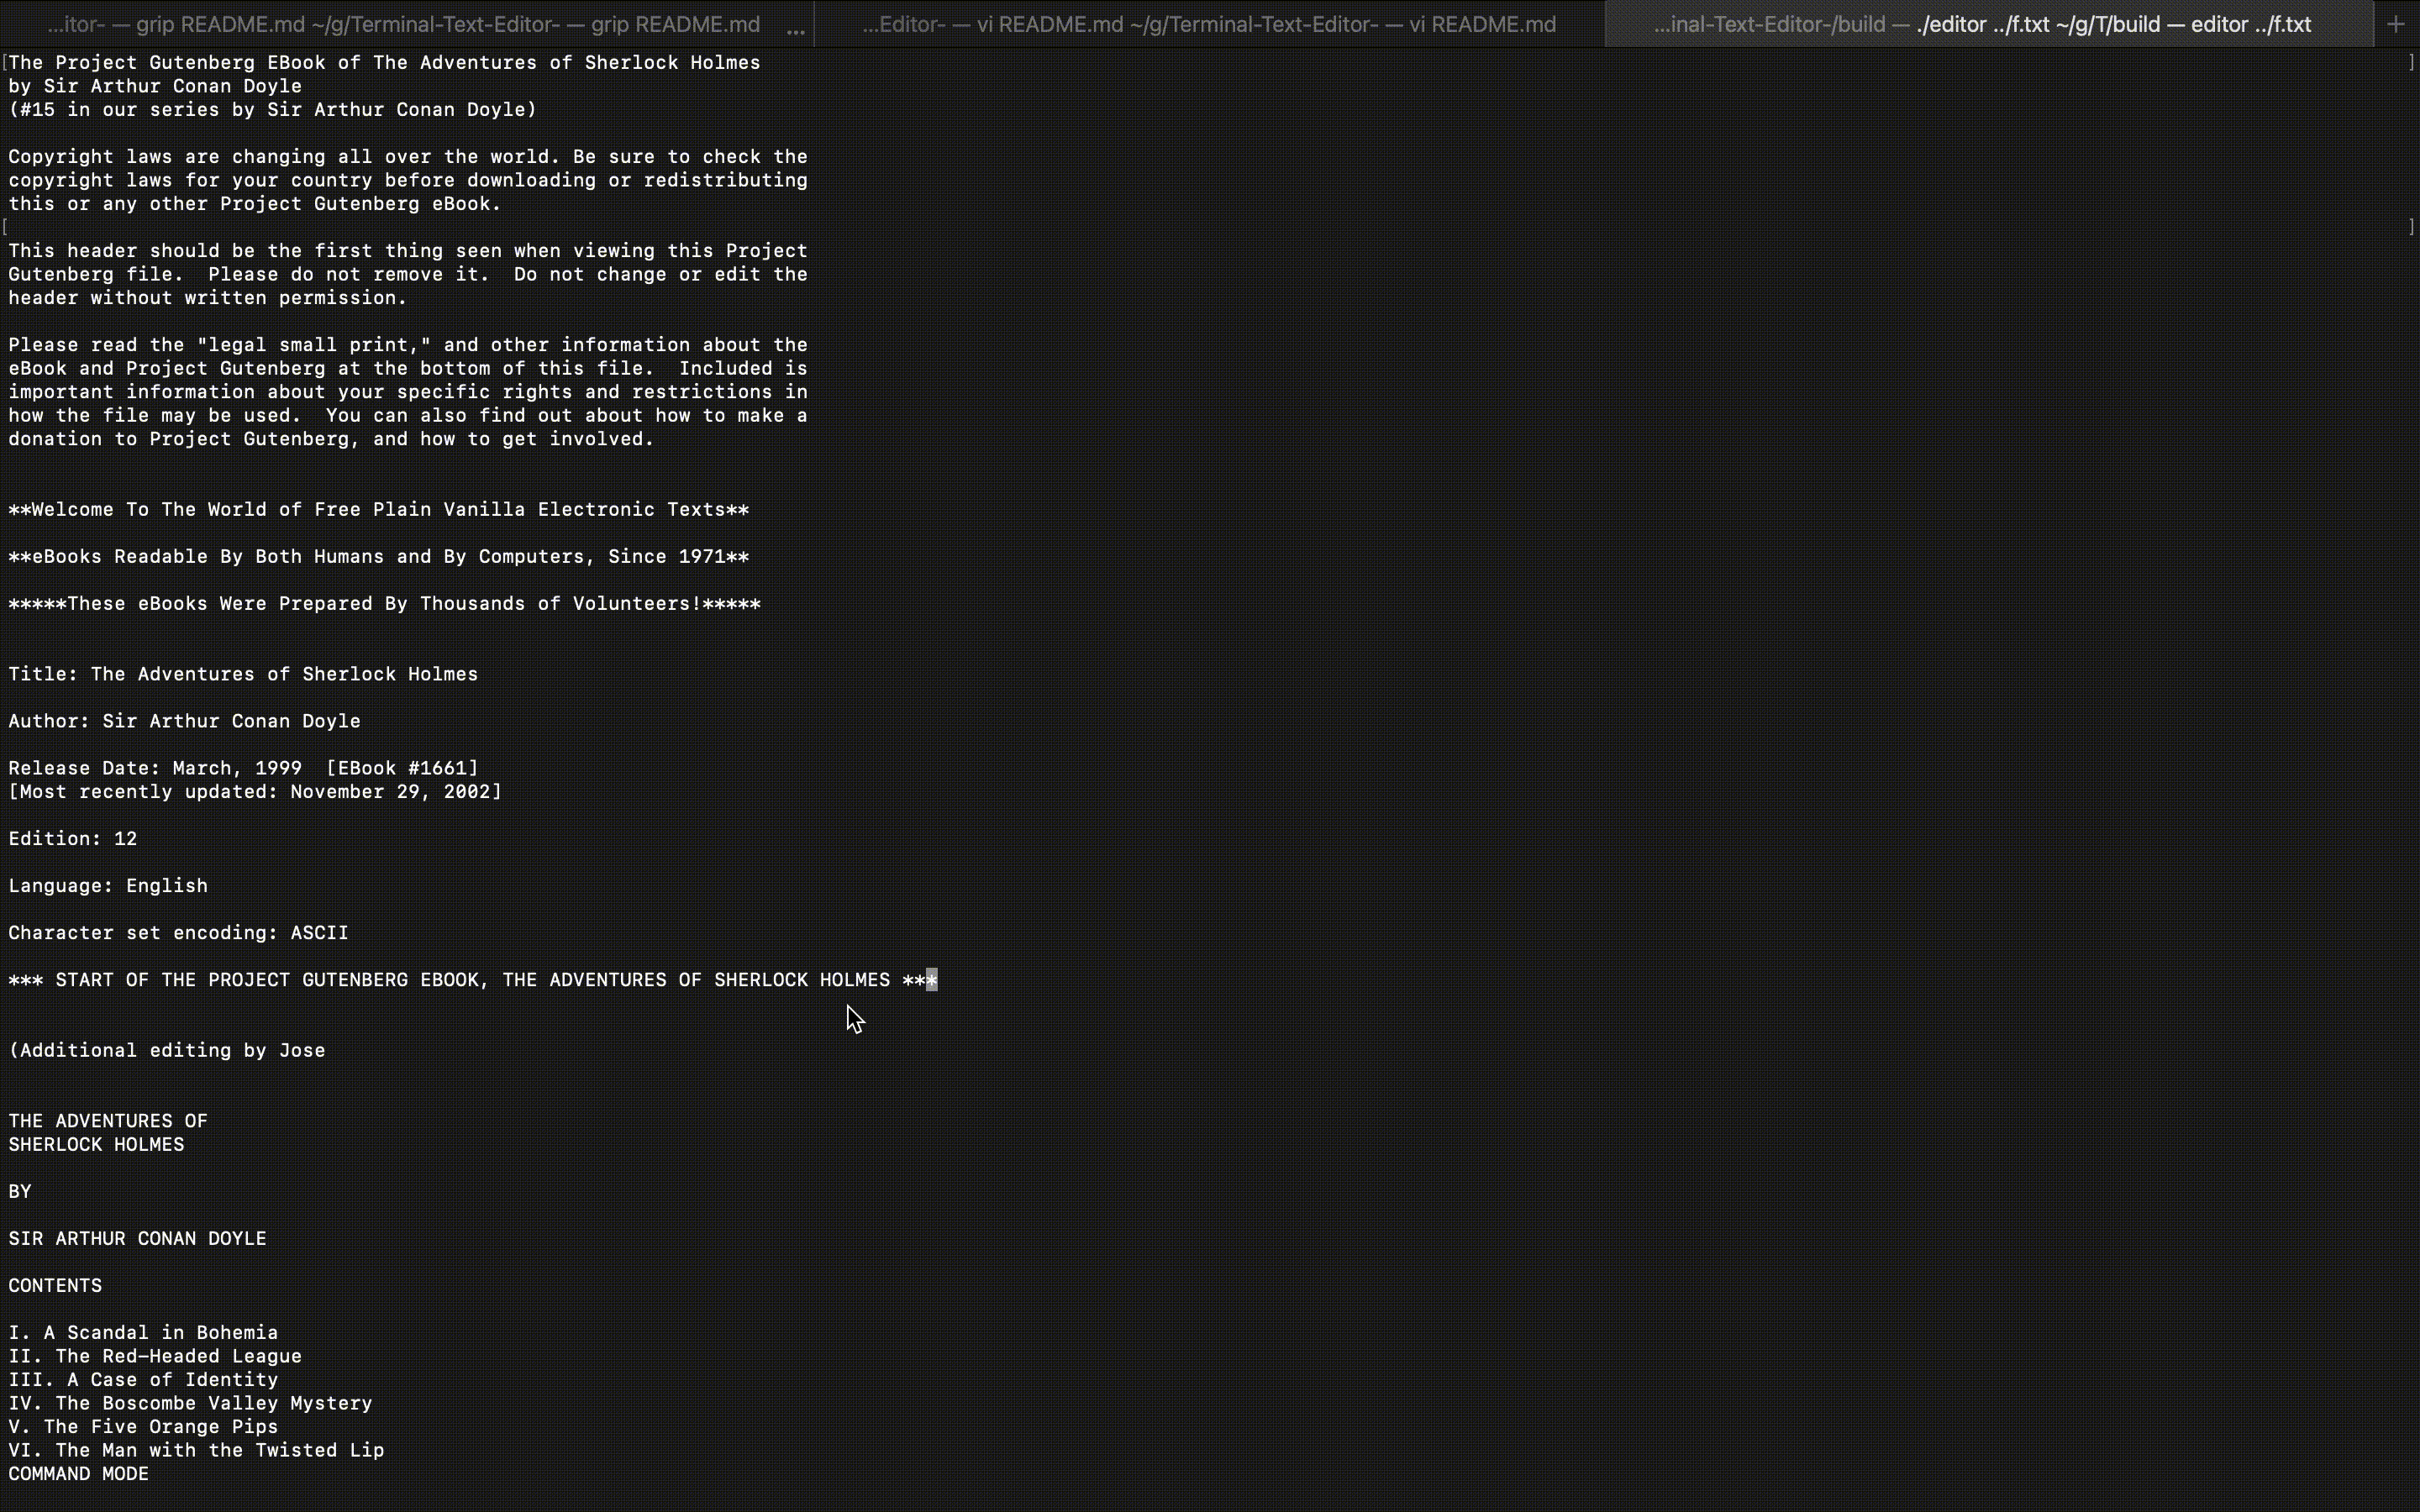 ...itor- — grip README.md ~/g/Terminal-Text-Editor- — grip README.md ... ...Editor- — vi README.md ~/g/Terminal-Text-Editor- — vi README.md ...inal-Text-Editor-/build — ./editor ../f.txt ~/g/T/build — editor ../f.txt +
[The Project Gutenberg EBook of The Adventures of Sherlock Holmes ]
by Sir Arthur Conan Doyle
(#15 in our series by Sir Arthur Conan Doyle)
Copyright laws are changing all over the world. Be sure to check the
copyright laws for your country before downloading or redistributing
this or any other Project Gutenberg eBook.
[ ]
This header should be the first thing seen when viewing this Project
Gutenberg file.  Please do not remove it.  Do not change or edit the
header without written permission.
Please read the "legal small print," and other information about the
eBook and Project Gutenberg at the bottom of this file.  Included is
important information about your specific rights and restrictions in
how the file may be used.  You can also find out about how to make a
donation to Project Gutenberg, and how to get involved.
**Welcome To The World of Free Plain Vanilla Electronic Texts**
**eBooks Readable By Both Humans and By Computers, Since 1971**
*****These eBooks Were Prepared By Thousands of Volunteers!*****
Title: The Adventures of Sherlock Holmes
Author: Sir Arthur Conan Doyle
Release Date: March, 1999  [EBook #1661]
[Most recently updated: November 29, 2002]
Edition: 12
Language: English
Character set encoding: ASCII
*** START OF THE PROJECT GUTENBERG EBOOK, THE ADVENTURES OF SHERLOCK HOLMES ***
(Additional editing by Jose
THE ADVENTURES OF
SHERLOCK HOLMES
BY
SIR ARTHUR CONAN DOYLE
CONTENTS
I. A Scandal in Bohemia
II. The Red-Headed League
III. A Case of Identity
IV. The Boscombe Valley Mystery
V. The Five Orange Pips
VI. The Man with the Twisted Lip
COMMAND MODE